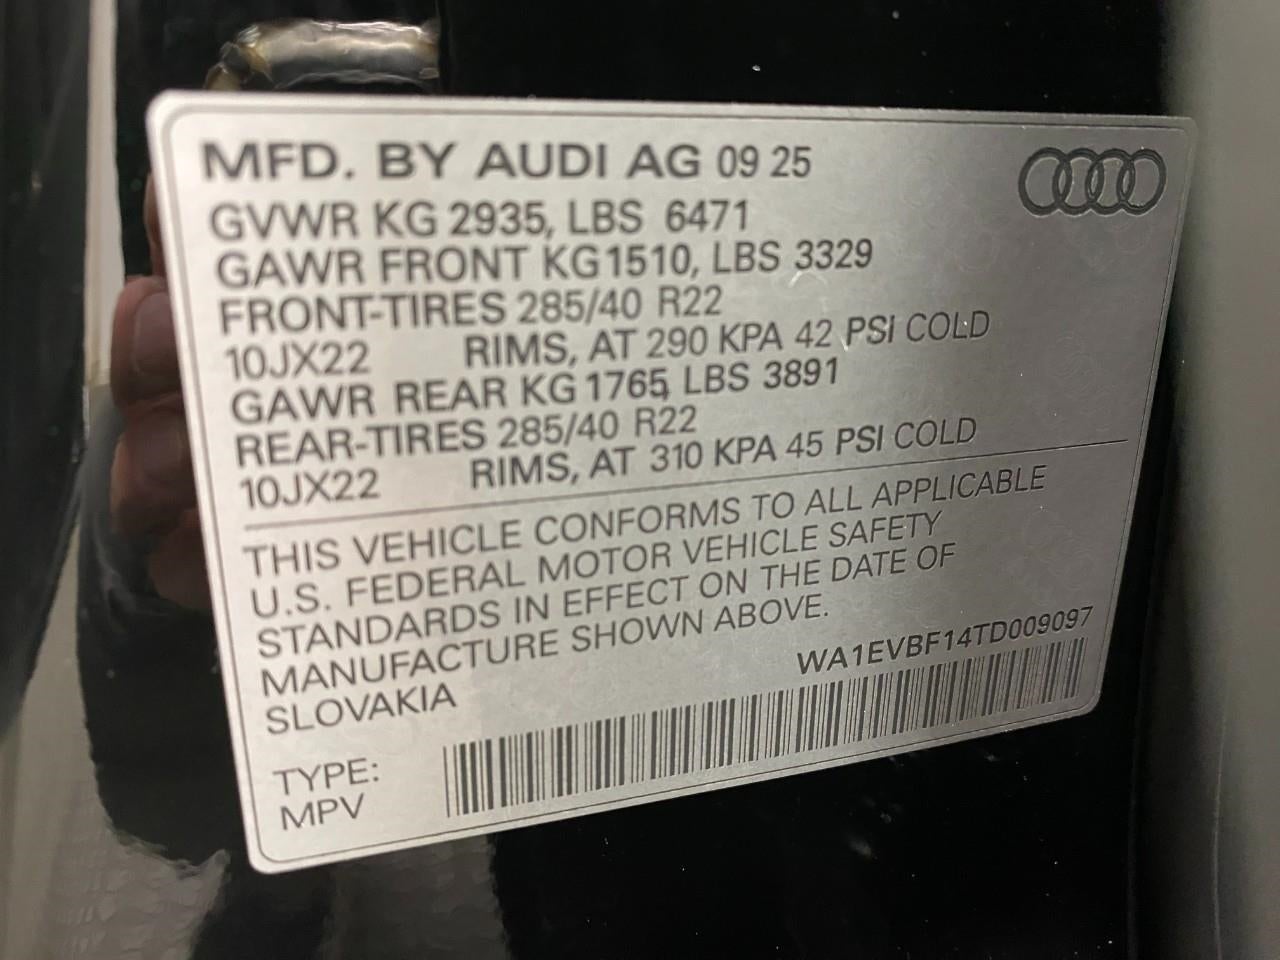 MFD. BY AUDI AG 09 25
GVWR KG 2935, LBS 6471
GAWR FRONT KG1510, LBS 3329
FRONT-TIRES 285/40 R22
10JX22 RIMS, AT 290 KPA 42 PSI COLD
GAWR REAR KG 1765, LBS 3891
REAR-TIRES 285/40 R22
10JX22 RIMS, AT 310 KPA 45 PSI COLD
THIS VEHICLE CONFORMS TO ALL APPLICABLE
U.S. FEDERAL MOTOR VEHICLE SAFETY
STANDARDS IN EFFECT ON THE DATE OF
MANUFACTURE SHOWN ABOVE.
SLOVAKIA
WA1EVBF14TD009097
TYPE:
MPV